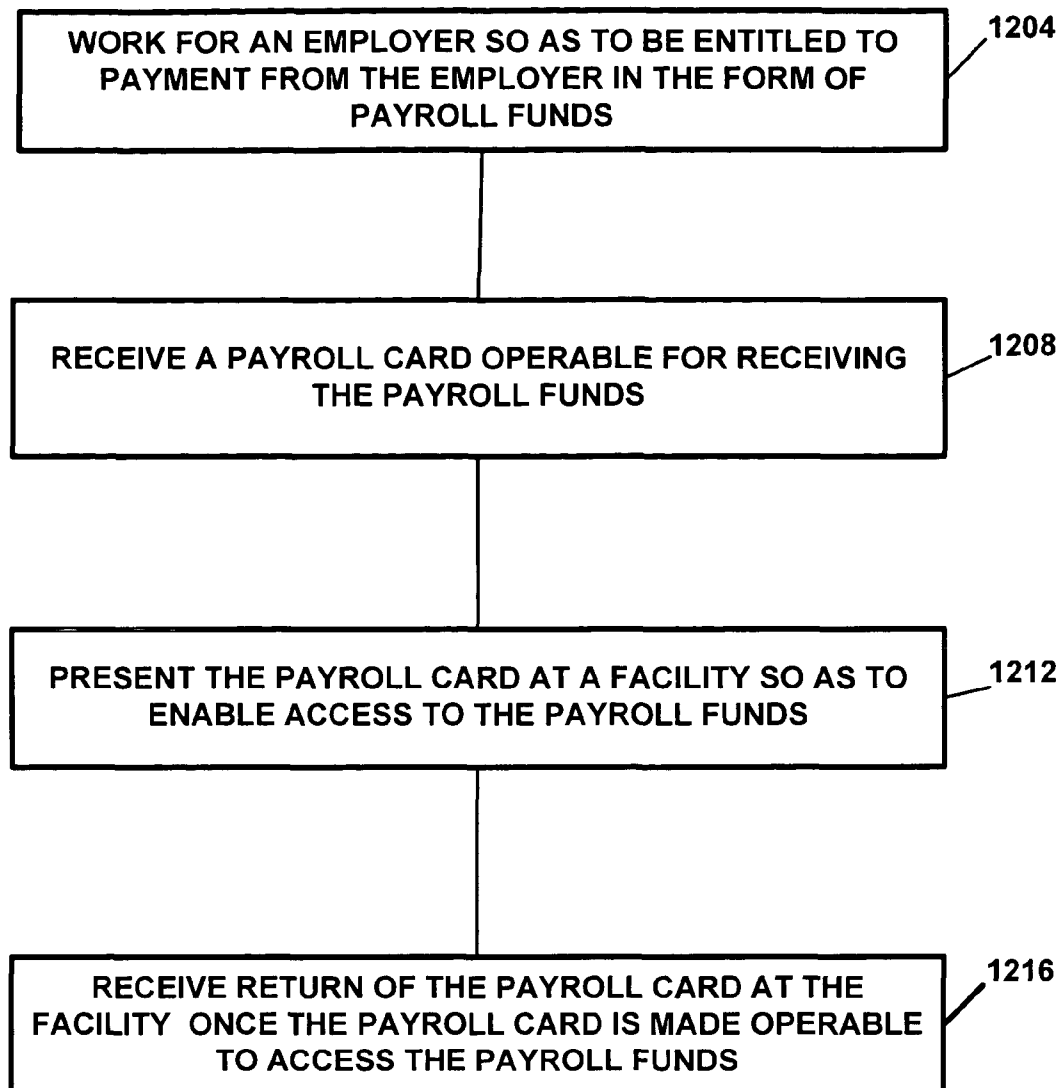 WORK FOR AN EMPLOYER SO AS TO BE ENTITLED TO
PAYMENT FROM THE EMPLOYER IN THE FORM OF
PAYROLL FUNDS
1204
RECEIVE A PAYROLL CARD OPERABLE FOR RECEIVING
THE PAYROLL FUNDS
1208
PRESENT THE PAYROLL CARD AT A FACILITY SO AS TO
ENABLE ACCESS TO THE PAYROLL FUNDS
1212
RECEIVE RETURN OF THE PAYROLL CARD AT THE
FACILITY ONCE THE PAYROLL CARD IS MADE OPERABLE
TO ACCESS THE PAYROLL FUNDS
1216